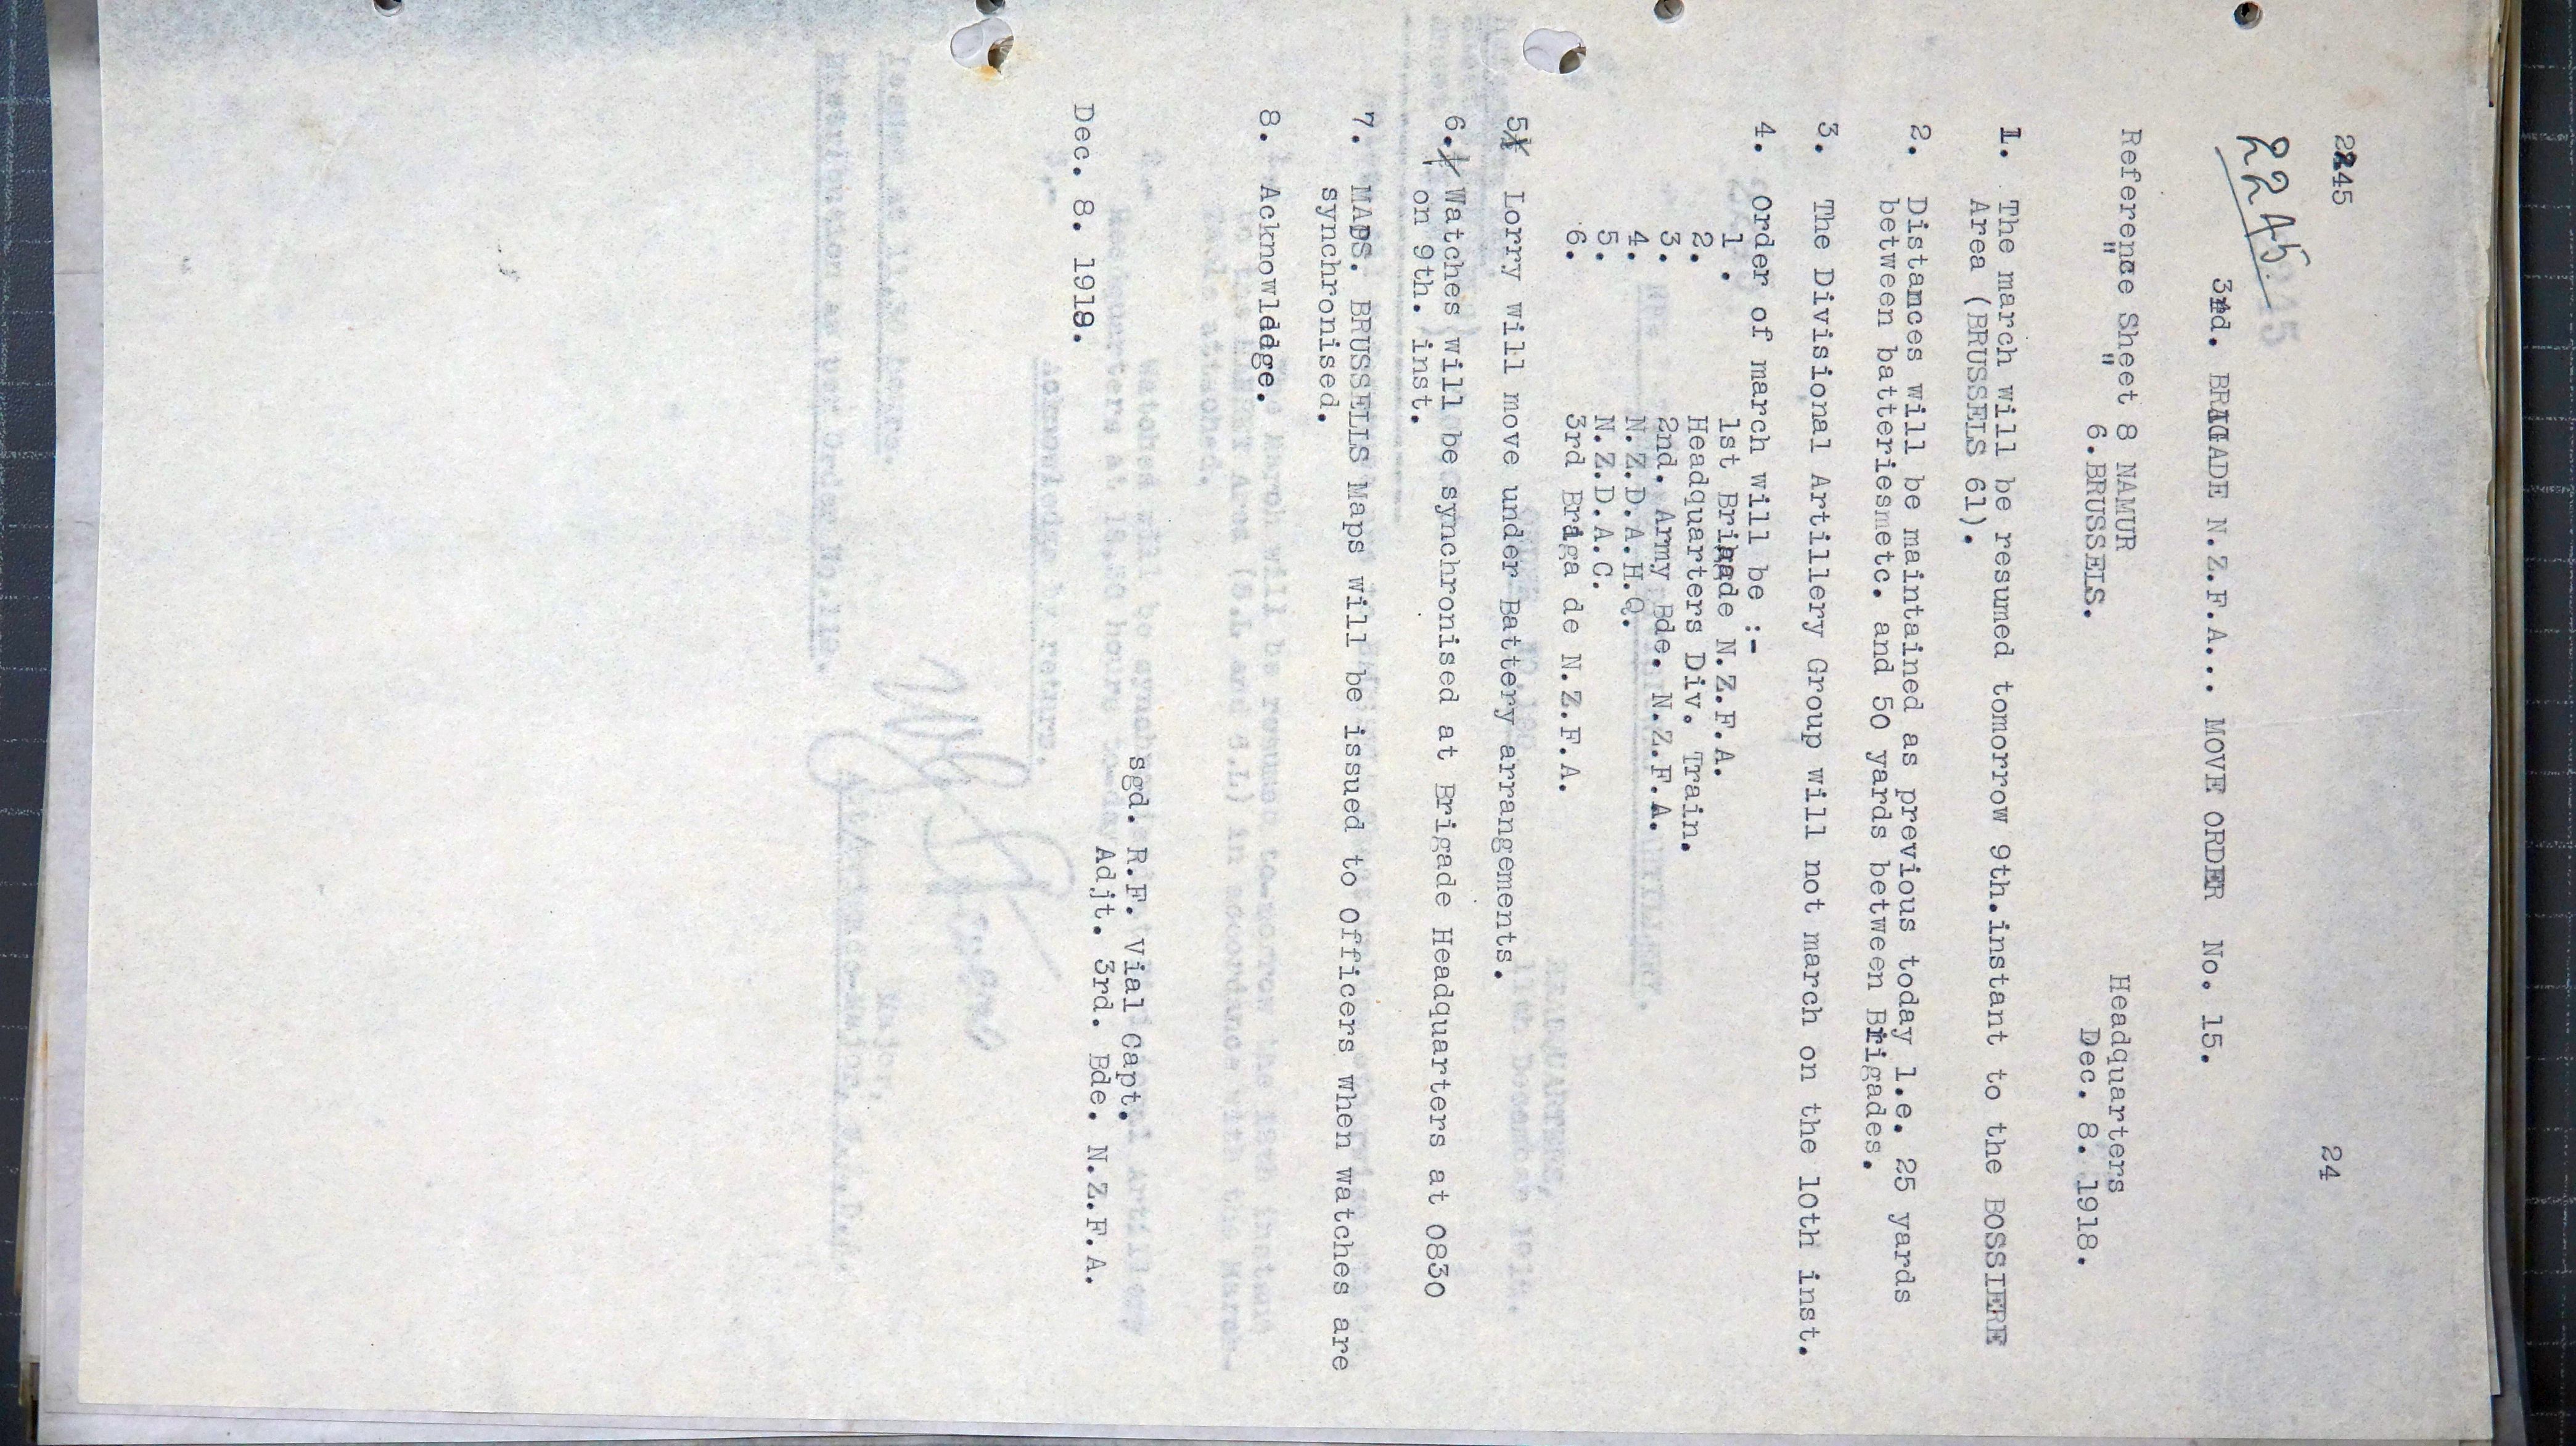 2245 24
2245.
3rd. BRIGADE N.Z.F.A... MOVE ORDER No. 15.
Headquarters
Dec. 8. 1918.
Reference Sheet 8 NAMUR
" " 6.BRUSSELS.
1. The march will be resumed tomorrow 9th.instant to the BOSSIERE
Area (BRUSSELS 61).
2. Distances will be maintained as previous today i.e. 25 yards
between battteriesmetc. and 50 yards between Brigades.
3. The Divisional Artillery Group will not march on the 10th inst.
4. Order of march will be :-
1. 1st Brigade N.Z.F.A.
2. Headquarters Div. Train.
3. 2nd. Army Bde. N.Z.F.A.
4. N.Z.D.A.H.Q.
5. N.Z.D.A.C.
6. 3rd Briga de N.Z.F.A.
5. Lorry will move under Battery arrangements.
6. Watches will be synchronised at Brigade Headquarters at 0830
on 9th. inst.
7. MAPS. BRUSSELLS Maps will be issued to Officers when watches are
synchronised.
8. Acknowledge.
sgd. R.F. Vial Capt.
Adjt. 3rd. Bde. N.Z.F.A.
Dec. 8. 1918.